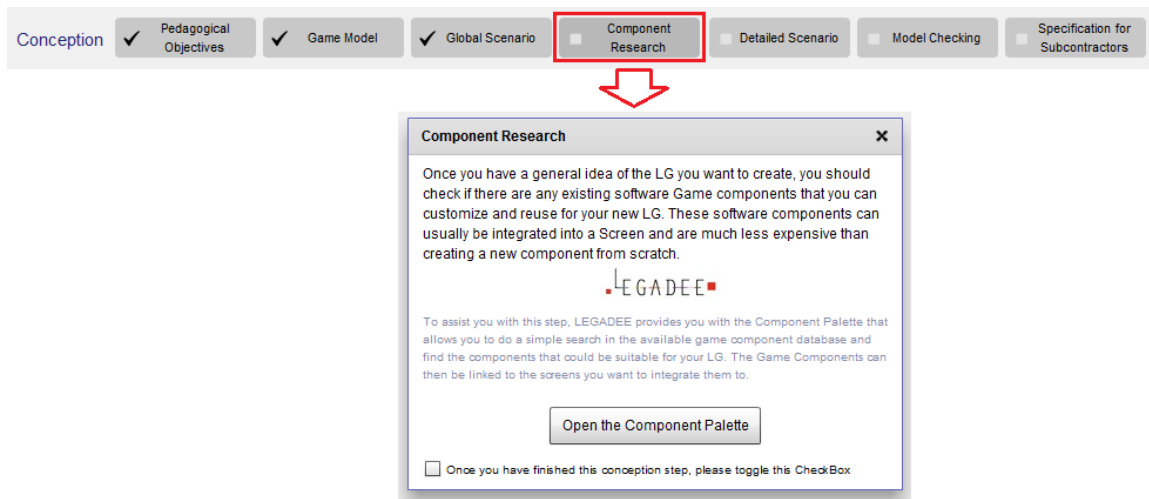 Conception
Pedagogical
Objectives
Game Model
Global Scenario
Component
Research
Detailed Scenario
Model Checking
Specification for
Subcontractors
Component Research
Once you have a general idea of the LG you want to create, you should
check if there are any existing software Game components that you can
customize and reuse for your new LG. These software components can
usually be integrated into a Screen and are much less expensive than
creating a new component from scratch.
LEGADEE
To assist you with this step, LEGADEE provides you with the Component Palette that
allows you to do a simple search in the available game component database and
find the components that could be suitable for your LG. The Game Components can
then be linked to the screens you want to integrate them to.
Open the Component Palette
Once you have finished this conception step, please toggle this CheckBox